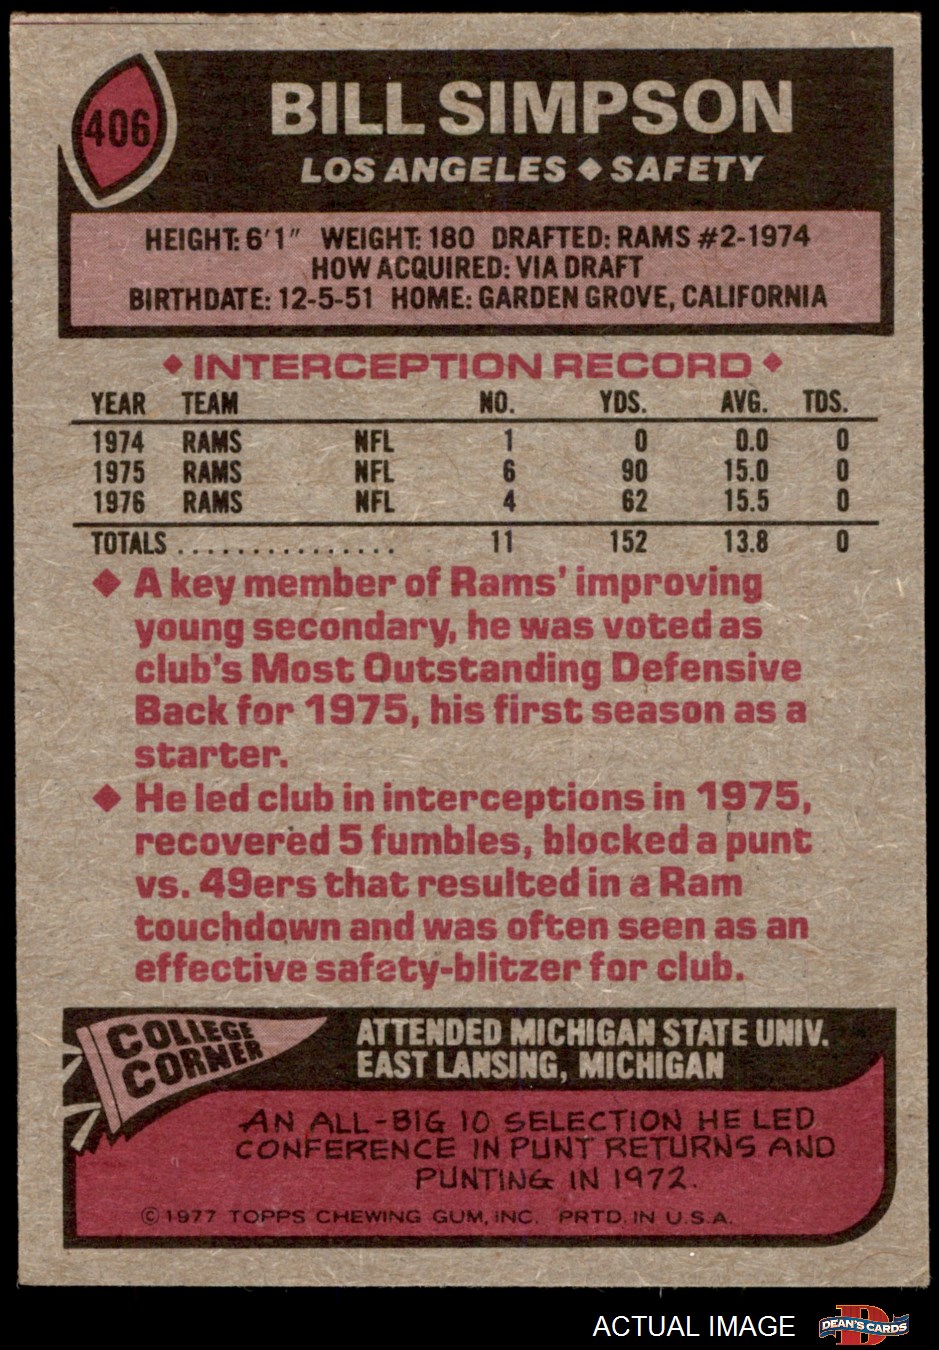 406
BILL SIMPSON
LOS ANGELES ◆ SAFETY
HEIGHT: 6'1" WEIGHT: 180 DRAFTED: RAMS #2-1974
HOW ACQUIRED: VIA DRAFT
BIRTHDATE: 12-5-51 HOME: GARDEN GROVE, CALIFORNIA
◆ INTERCEPTION RECORD ◆
YEAR TEAM NO. YDS. AVG. TDS.
1974 RAMS NFL 1 0 0.0 0
1975 RAMS NFL 6 90 15.0 0
1976 RAMS NFL 4 62 15.5 0
TOTALS ............... 11 152 13.8 0
◆ A key member of Rams' improving
young secondary, he was voted as
club's Most Outstanding Defensive
Back for 1975, his first season as a
starter.
◆ He led club in interceptions in 1975,
recovered 5 fumbles, blocked a punt
vs. 49ers that resulted in a Ram
touchdown and was often seen as an
effective safety-blitzer for club.
COLLEGE
CORNER
ATTENDED MICHIGAN STATE UNIV.
EAST LANSING, MICHIGAN
AN ALL-BIG 10 SELECTION HE LED
CONFERENCE IN PUNT RETURNS AND
PUNTING IN 1972.
© 1977 TOPPS CHEWING GUM, INC. PRTD. IN U.S.A.
ACTUAL IMAGE
DEAN'S CARDS